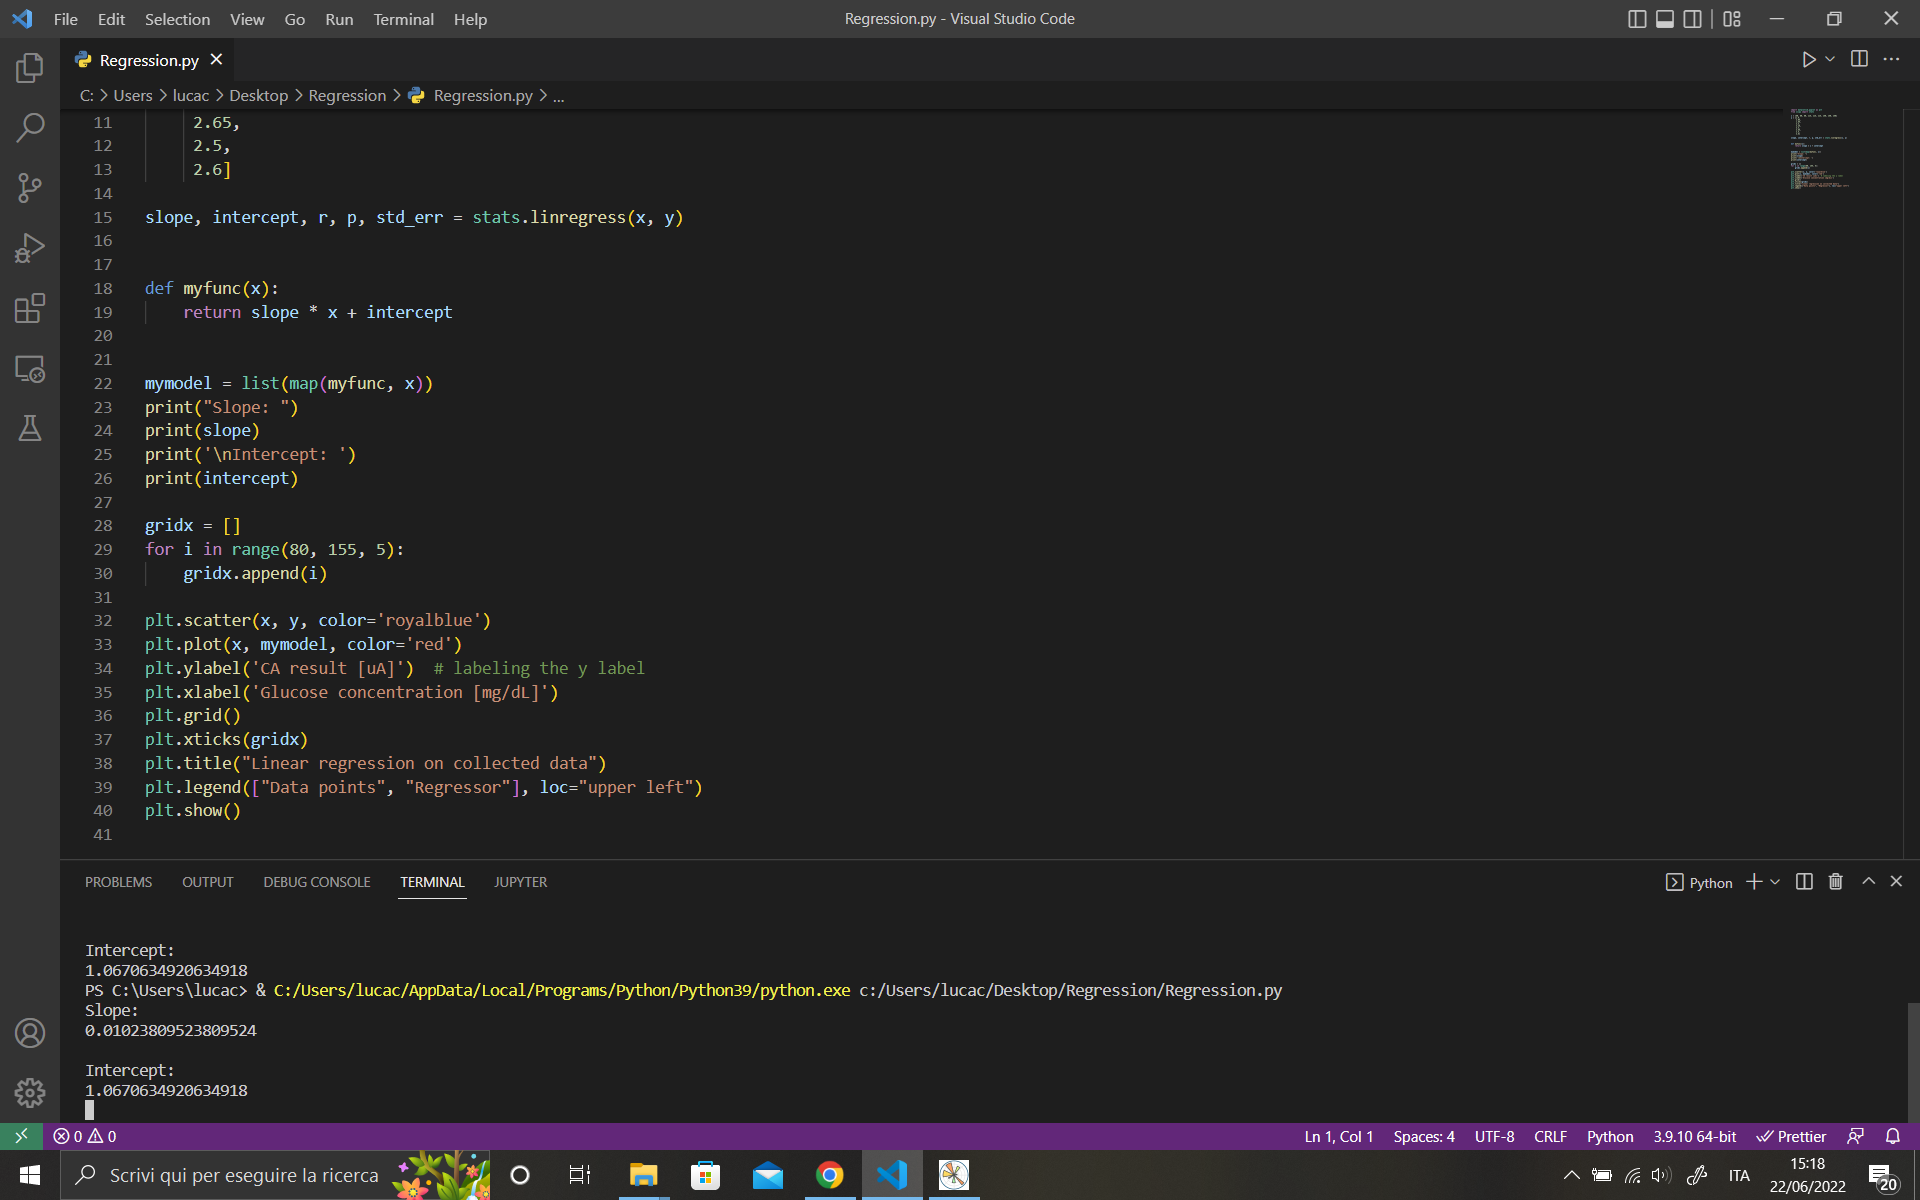 File Edit Selection View Go Run Terminal Help
Regression.py - Visual Studio Code
Regression.py
C: > Users > lucac > Desktop > Regression > Regression.py > ...
11 2.65,
12 2.5,
13 2.6]
14
15 slope, intercept, r, p, std_err = stats.linregress(x, y)
16
17
18 def myfunc(x):
19 return slope * x + intercept
20
21
22 mymodel = list(map(myfunc, x))
23 print("Slope: ")
24 print(slope)
25 print('\nIntercept: ')
26 print(intercept)
27
28 gridx = []
29 for i in range(80, 155, 5):
30 gridx.append(i)
31
32 plt.scatter(x, y, color='royalblue')
33 plt.plot(x, mymodel, color='red')
34 plt.ylabel('CA result [uA]')  # labeling the y label
35 plt.xlabel('Glucose concentration [mg/dL]')
36 plt.grid()
37 plt.xticks(gridx)
38 plt.title("Linear regression on collected data")
39 plt.legend(["Data points", "Regressor"], loc="upper left")
40 plt.show()
41
PROBLEMS OUTPUT DEBUG CONSOLE TERMINAL JUPYTER
Python
Intercept:
1.0670634920634918
PS C:\Users\lucac> & C:/Users/lucac/AppData/Local/Programs/Python/Python39/python.exe c:/Users/lucac/Desktop/Regression/Regression.py
Slope:
0.01023809523809524
Intercept:
1.0670634920634918
0 0
Ln 1, Col 1 Spaces: 4 UTF-8 CRLF Python 3.9.10 64-bit Prettier
Scrivi qui per eseguire la ricerca
ITA
15:18
22/06/2022
20